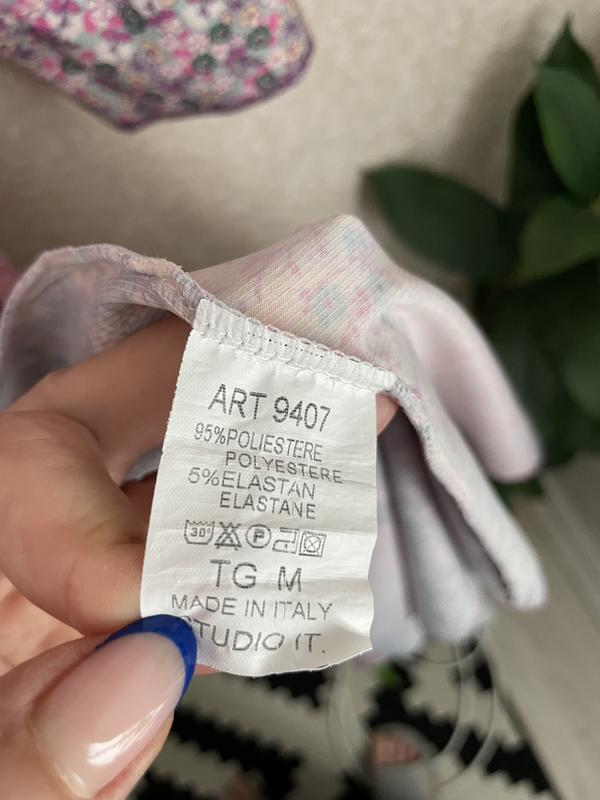 ART 9407
95%POLIESTERE
POLYESTERE
5%ELASTAN
ELASTANE
30° P
TG M
MADE IN ITALY
STUDIO IT.